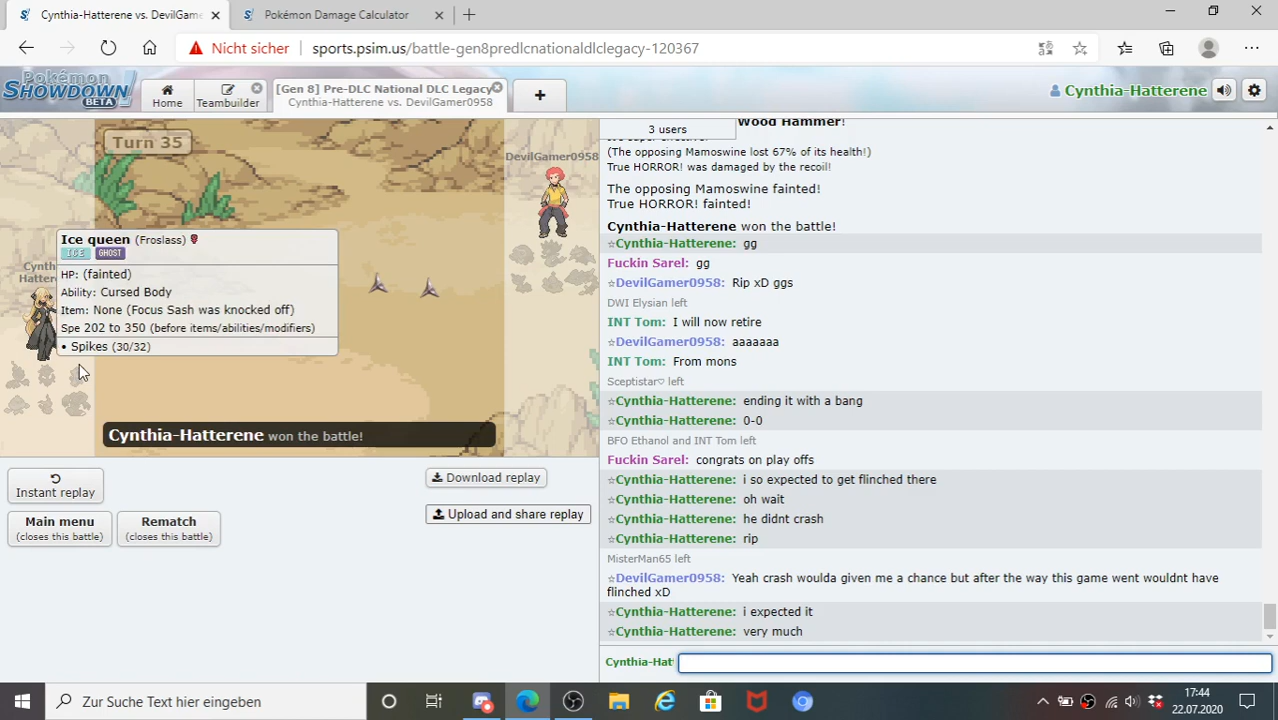 Cynthia-Hatterene vs. DevilGame
Pokémon Damage Calculator
Nicht sicher
sports.psim.us/battle-gen8predlcnationaldlclegacy-120367
Pokémon
SHOWDOWN!
BETA
Home
Teambuilder
[Gen 8] Pre-DLC National DLC Legacy
Cynthia-Hatterene vs. DevilGamer0958
Cynthia-Hatterene
Turn 35
DevilGamer0958
Cynth
Hatter
Ice queen (Froslass)
ICE GHOST
HP: (fainted)
Ability: Cursed Body
Item: None (Focus Sash was knocked off)
Spe 202 to 350 (before items/abilities/modifiers)
• Spikes (30/32)
Cynthia-Hatterene won the battle!
Instant replay
Download replay
Upload and share replay
Main menu
(closes this battle)
Rematch
(closes this battle)
3 users
Wood Hammer!
(The opposing Mamoswine lost 67% of its health!)
True HORROR! was damaged by the recoil!
The opposing Mamoswine fainted!
True HORROR! fainted!
Cynthia-Hatterene won the battle!
☆Cynthia-Hatterene: gg
Fuckin Sarel: gg
☆DevilGamer0958: Rip xD ggs
DWI Elysian left
INT Tom: I will now retire
☆DevilGamer0958: aaaaaaa
INT Tom: From mons
Sceptistar♡ left
☆Cynthia-Hatterene: ending it with a bang
☆Cynthia-Hatterene: 0-0
BFO Ethanol and INT Tom left
Fuckin Sarel: congrats on play offs
☆Cynthia-Hatterene: i so expected to get flinched there
☆Cynthia-Hatterene: oh wait
☆Cynthia-Hatterene: he didnt crash
☆Cynthia-Hatterene: rip
MisterMan65 left
☆DevilGamer0958: Yeah crash woulda given me a chance but after the way this game went wouldnt have
flinched xD
☆Cynthia-Hatterene: i expected it
☆Cynthia-Hatterene: very much
Cynthia-Hat
Zur Suche Text hier eingeben
17:44
22.07.2020